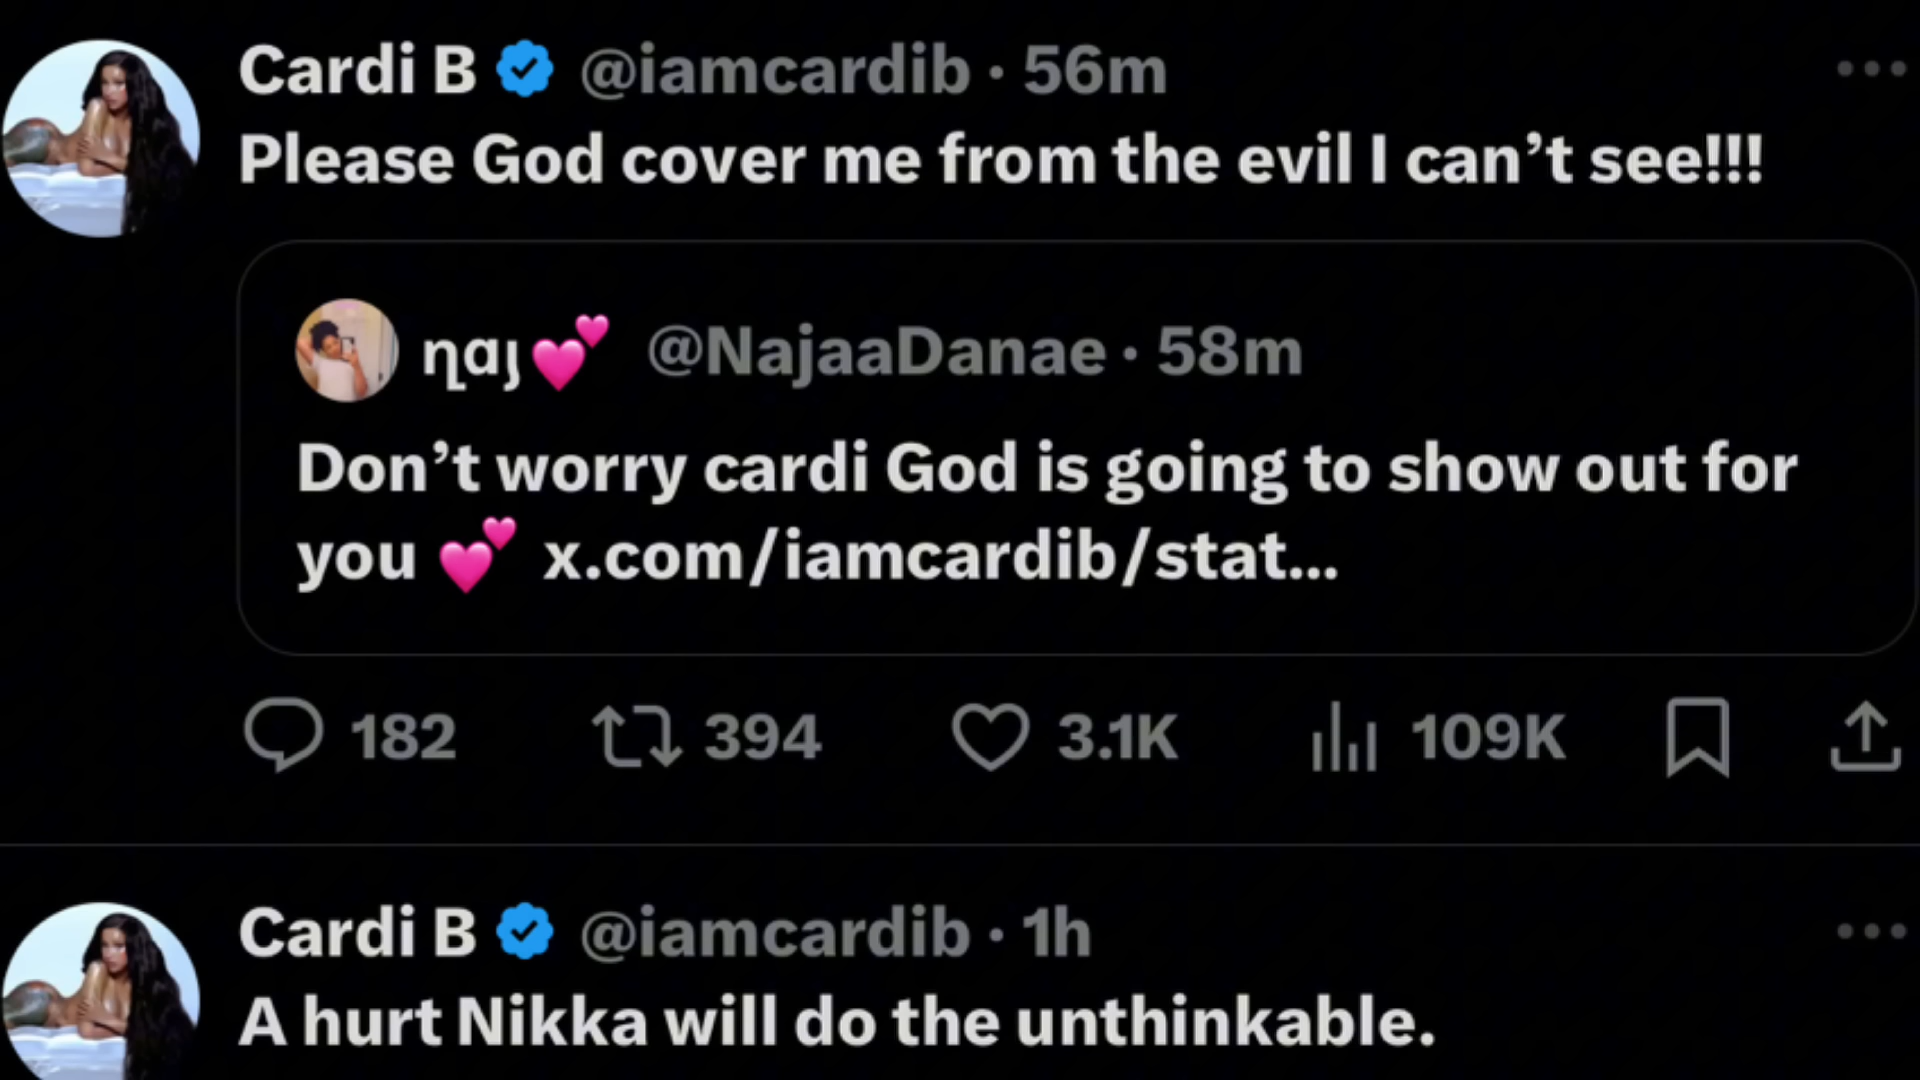 Cardi B @iamcardib · 56m
Please God cover me from the evil I can’t see!!!
ηαյ💕 @NajaaDanae · 58m
Don’t worry cardi God is going to show out for
you 💕 x.com/iamcardib/stat...
182 394 3.1K 109K
Cardi B @iamcardib · 1h
A hurt Nikka will do the unthinkable.